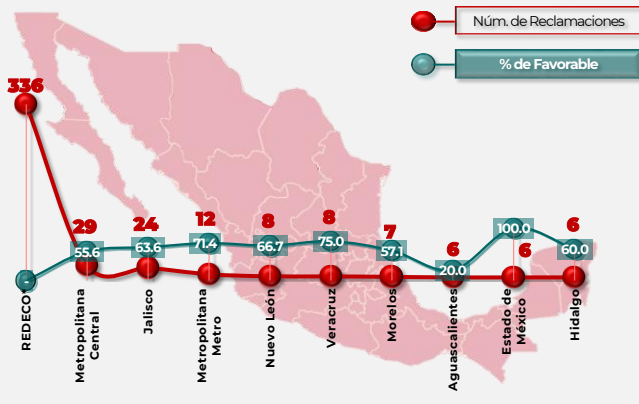 Núm. de Reclamaciones
% de Favorable
336
29
24
12
8
8
7
6
6
6
-
55.6
63.6
71.4
66.7
75.0
57.1
20.0
100.0
60.0
REDECO*
Metropolitana
Central
Jalisco
Metropolitana
Metro
Nuevo León
Veracruz
Morelos
Aguascalientes
Estado de
México
Hidalgo